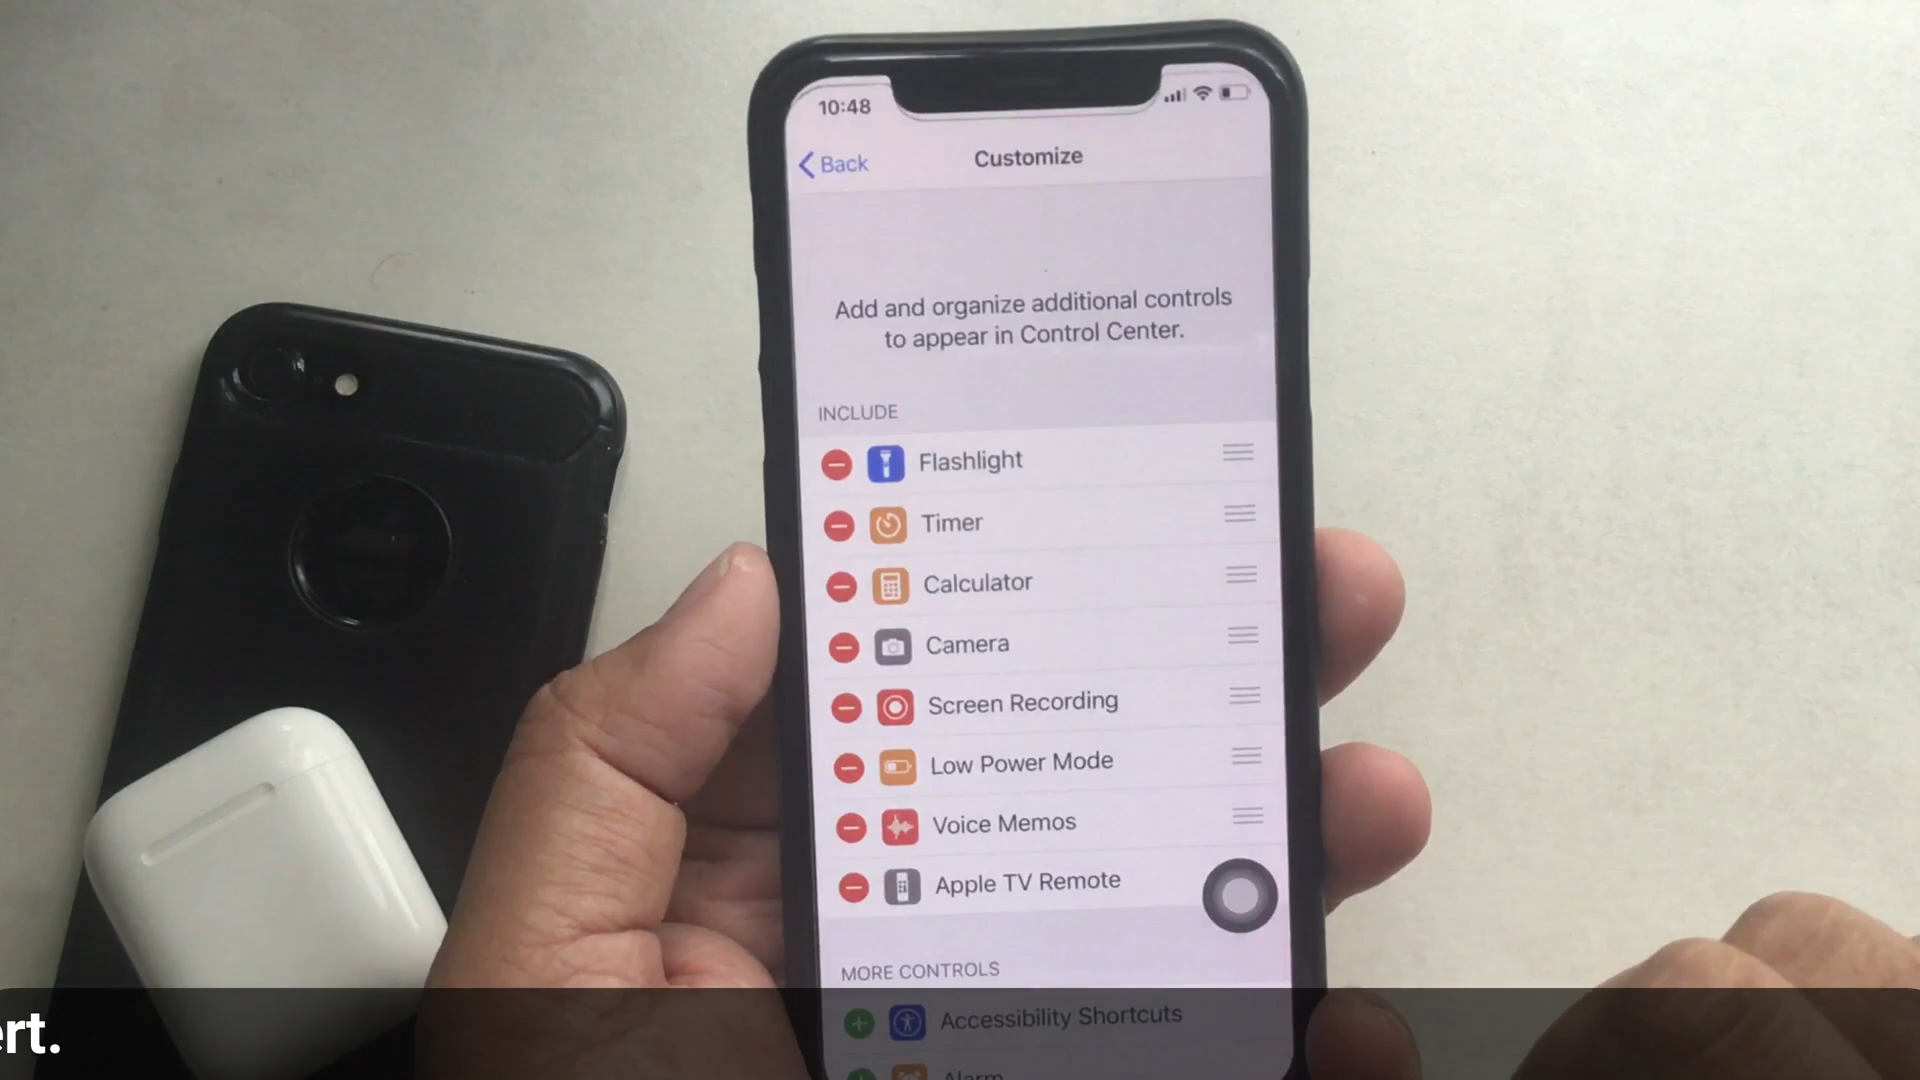 10:48
Back
Customize
Add and organize additional controls
to appear in Control Center.
INCLUDE
Flashlight
Timer
Calculator
Camera
Screen Recording
Low Power Mode
Voice Memos
Apple TV Remote
MORE CONTROLS
Accessibility Shortcuts
Alarm